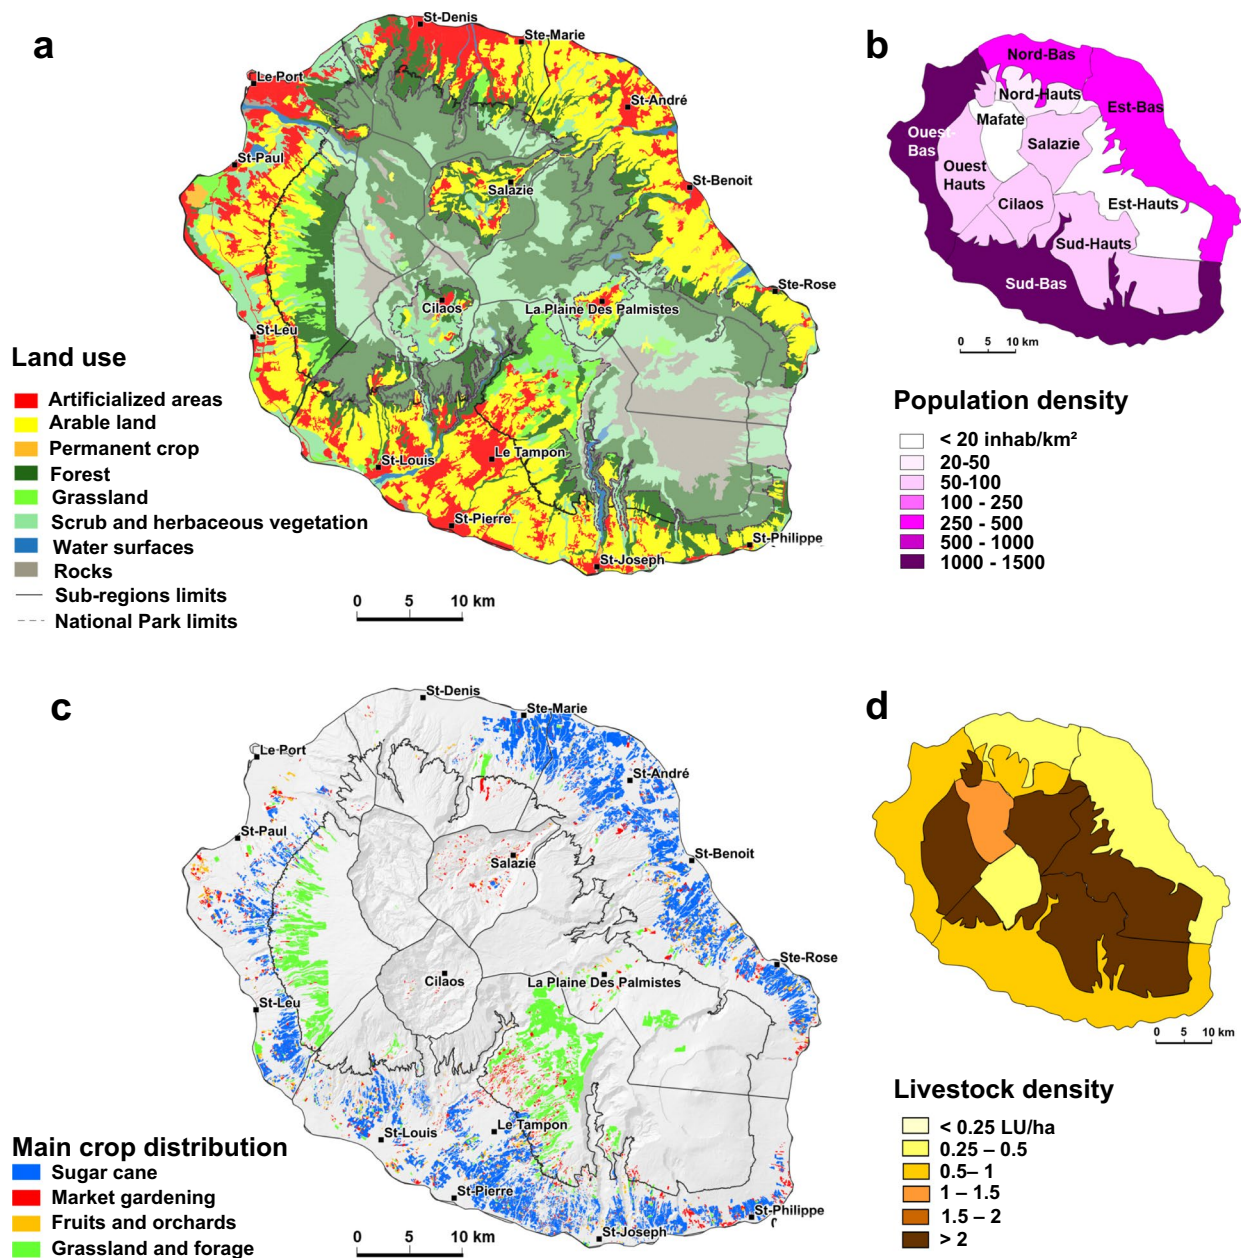 a
St-Denis
Ste-Marie
Le Port
St-André
St-Paul
Salazie
St-Benoit
Cilaos
La Plaine Des Palmistes
Ste-Rose
St-Leu
St-Louis
Le Tampon
St-Pierre
St-Joseph
St-Philippe
Land use
Artificialized areas
Arable land
Permanent crop
Forest
Grassland
Scrub and herbaceous vegetation
Water surfaces
Rocks
Sub-regions limits
National Park limits
0 5 10 km
b
Nord-Bas
Nord-Hauts
Mafate
Est-Bas
Ouest-
Bas
Salazie
Ouest
Hauts
Cilaos
Est-Hauts
Sud-Hauts
Sud-Bas
0 5 10 km
Population density
< 20 inhab/km²
20-50
50-100
100 - 250
250 - 500
500 - 1000
1000 - 1500
c
St-Denis
Ste-Marie
Le Port
St-André
St-Paul
Salazie
St-Benoit
Cilaos
La Plaine Des Palmistes
Ste-Rose
St-Leu
St-Louis
Le Tampon
St-Pierre
St-Joseph
St-Philippe
Main crop distribution
Sugar cane
Market gardening
Fruits and orchards
Grassland and forage
0 5 10 km
d
0 5 10 km
Livestock density
< 0.25 LU/ha
0.25 – 0.5
0.5– 1
1 – 1.5
1.5 – 2
> 2